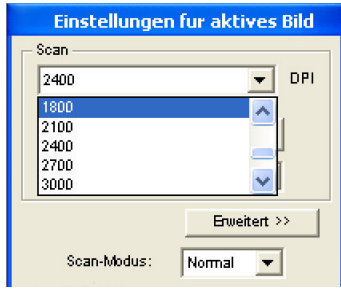 Einstellungen fur aktives Bild
Scan
2400 DPI
1800
2100
2400
2700
3000
Erweitert >>
Scan-Modus: Normal